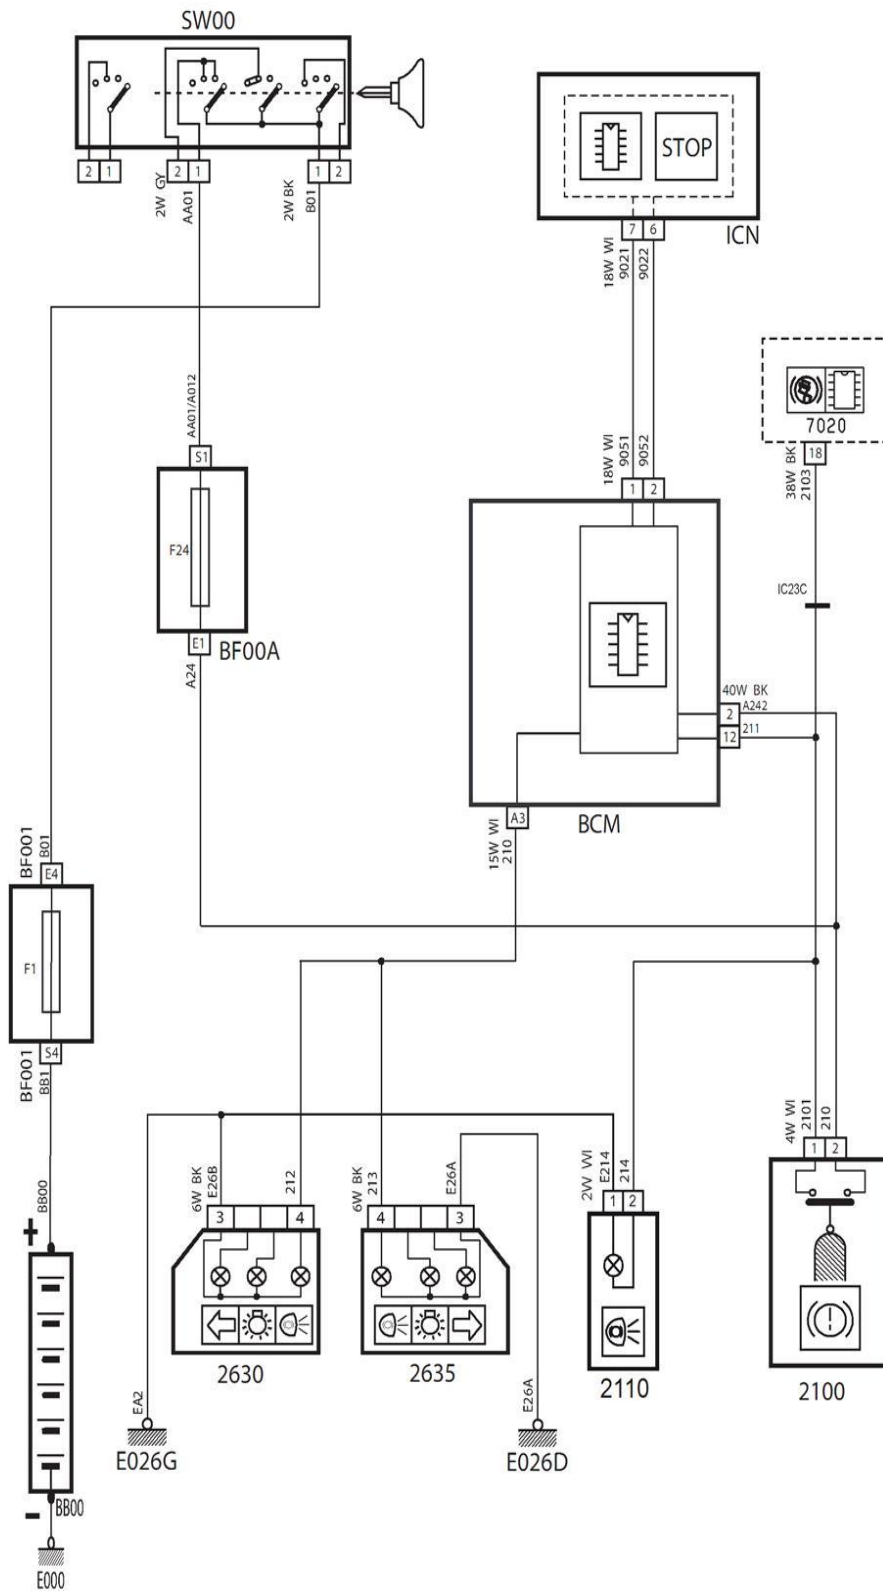 SW00
2 1
2 1
1 2
2W GY
AA01
2W BK
B01
STOP
7 6
ICN
18W WI
9021
9022
7020
18
38W BK
2103
AA01/A012
S1
F24
E1
BF00A
A24
18W WI
9051
9052
1 2
IC23C
40W BK
2 A242
12 211
A3
BCM
15W WI
210
BF001
B01
E4
F1
S4
BF001
BB1
BB00
+
-
BB00
E000
6W BK
E26B
212
3 4
2630
6W BK
213
E26A
4 3
2635
EA2
E026G
E26A
E026D
2W WI
E214
214
1 2
2110
4W WI
2101
210
1 2
2100